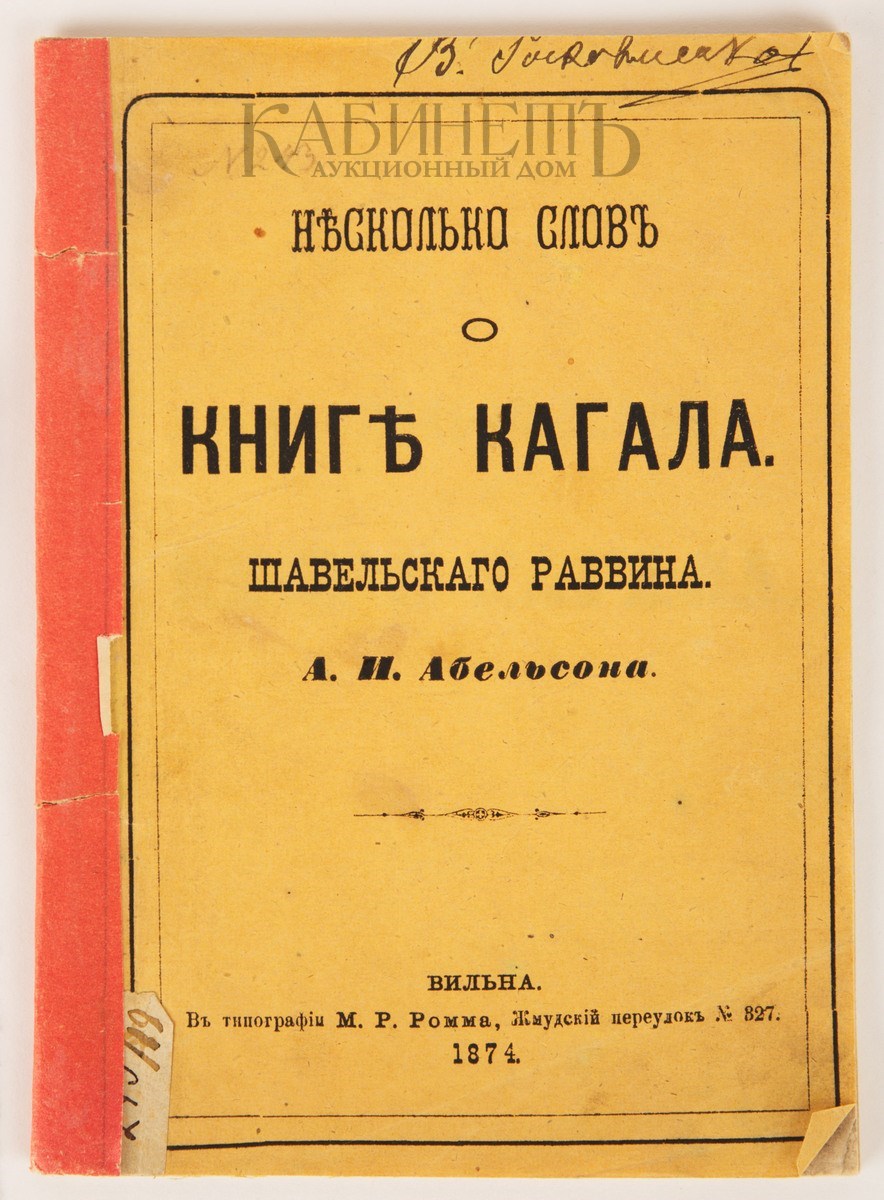 КАБИНЕТЪ
АУКЦИОННЫЙ ДОМ
НѢСКОЛЬКО СЛОВЪ
О
КНИГѢ КАГАЛА.
ШАВЕЛЬСКАГО РАВВИНА.
А. И. Абельсона.
ВИЛЬНА.
Въ типографіи М. Р. Ромма, Жмудскій переулокъ № 327.
1874.